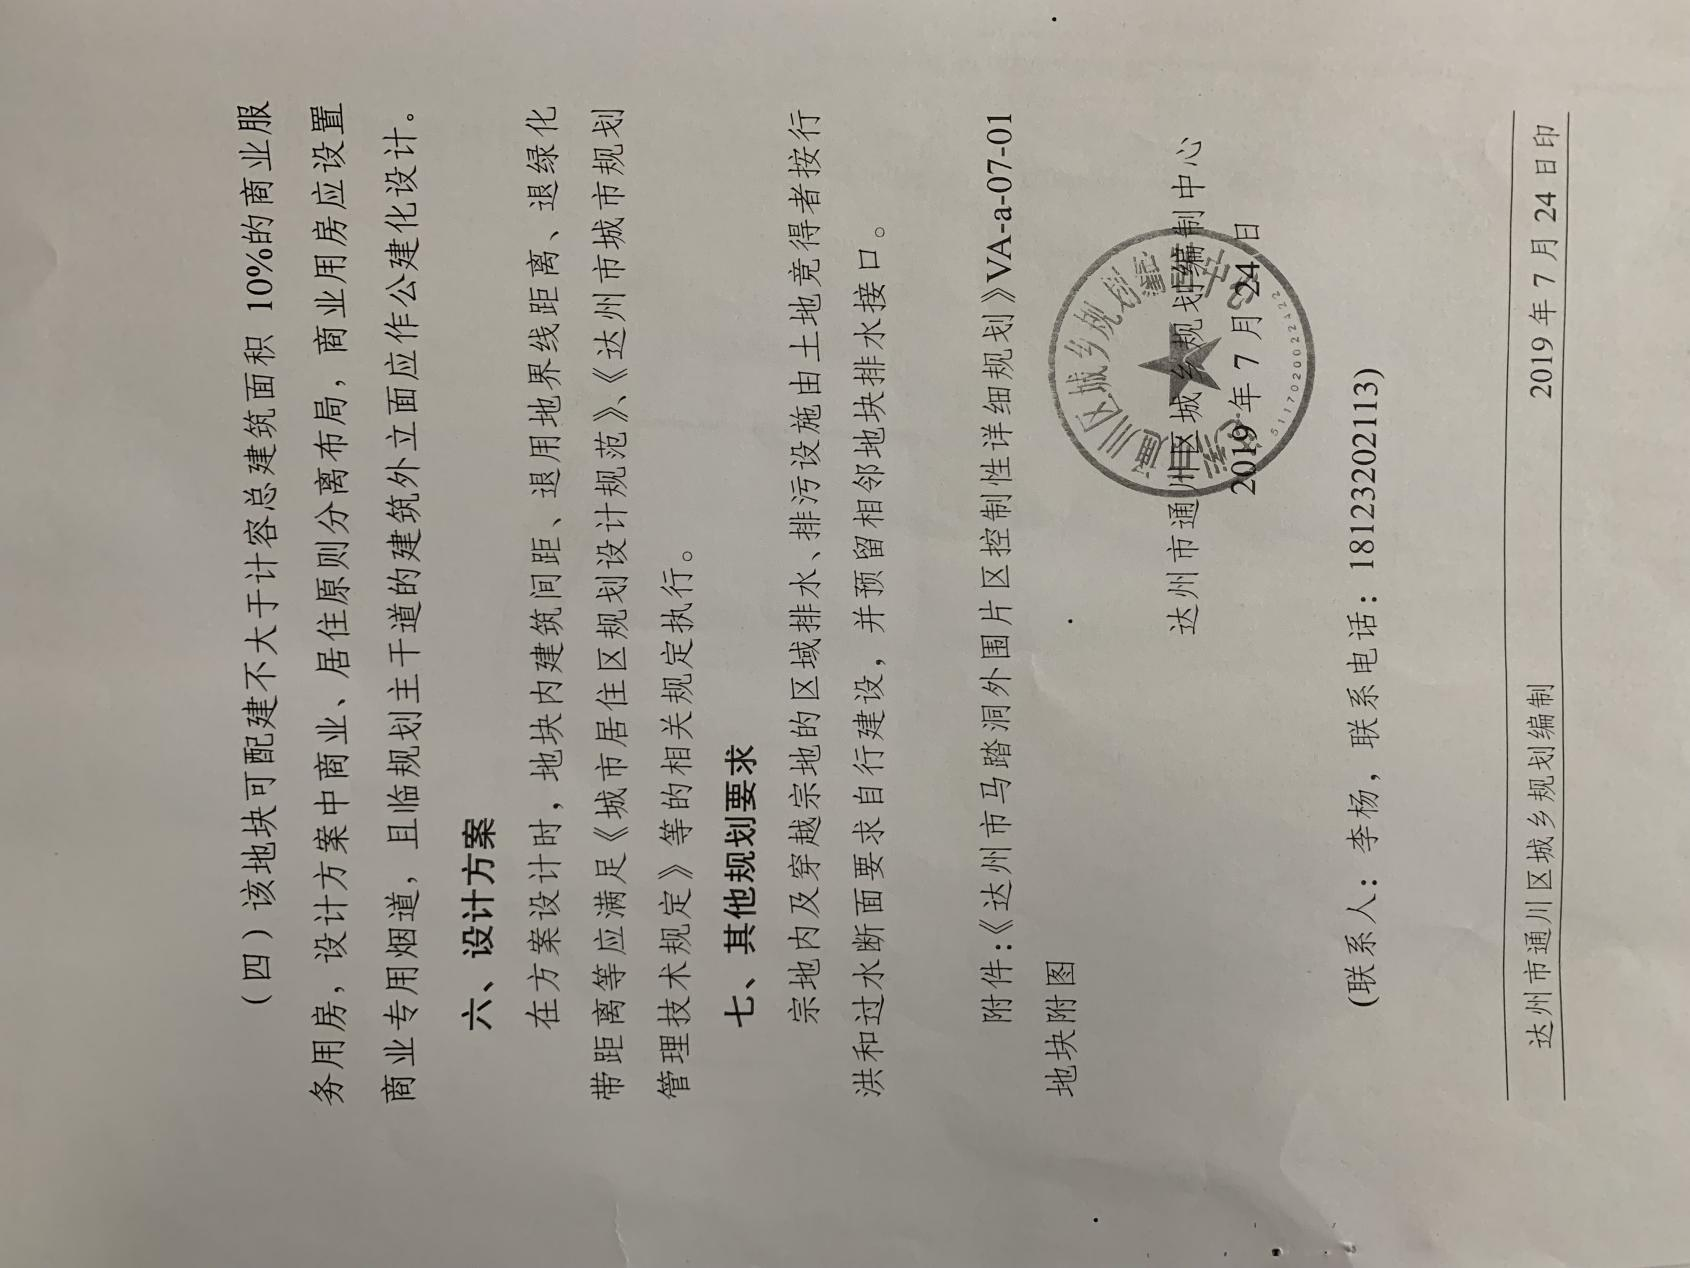 （四）该地块可配建不大于计容总建筑面积 10%的商业服
务用房，设计方案中商业、居住原则分离布局，商业用房应设置
商业专用烟道，且临规划主干道的建筑外立面应作公建化设计。
六、设计方案
在方案设计时，地块内建筑间距、退用地界线距离、退绿化
带距离等应满足《城市居住区规划设计规范》、《达州市城市规划
管理技术规定》等的相关规定执行。
七、其他规划要求
宗地内及穿越宗地的区域排水、排污设施由土地竞得者按行
洪和过水断面要求自行建设，并预留相邻地块排水接口。
附件：《达州市马踏洞外围片区控制性详细规划》VA-a-07-01
地块附图
达州市通川区城乡规划编制中心
2019 年 7 月 24 日
通川区城乡规划编制中心
5117020022422
(联系人：李杨，联系电话：18123202113)
达州市通川区城乡规划编制
2019 年 7 月 24 日印